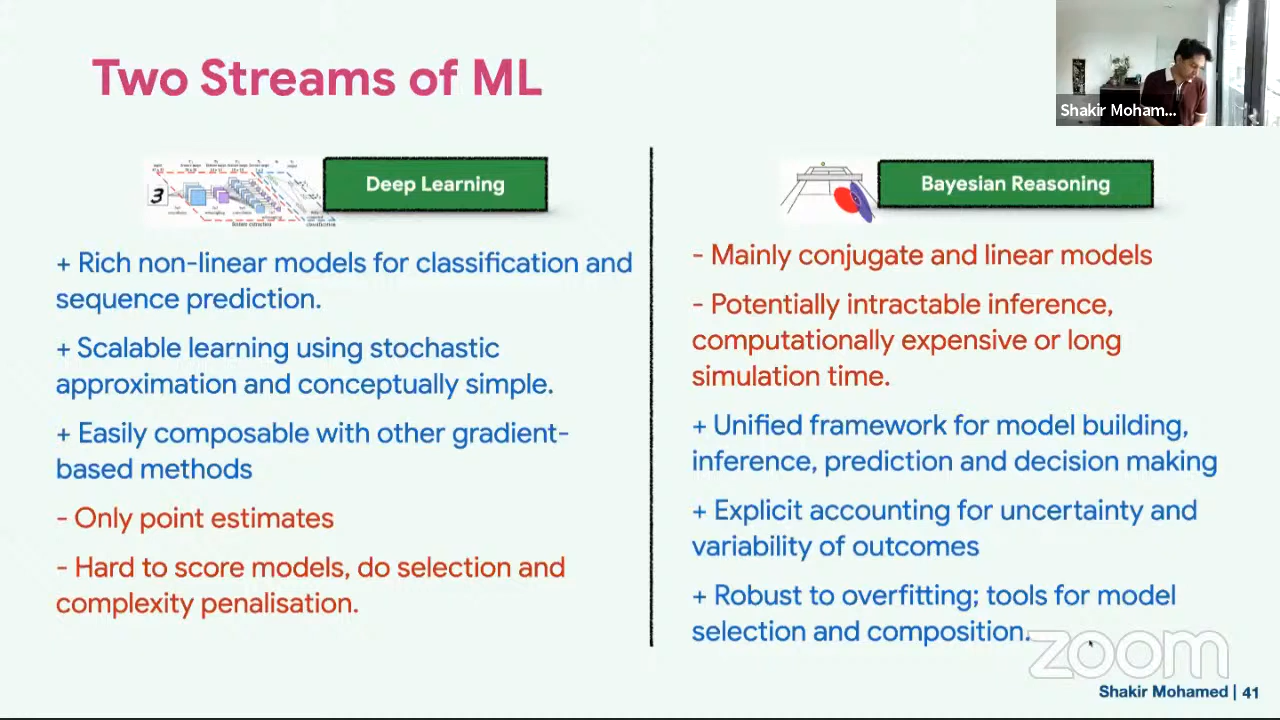 Two Streams of ML
Shakir Moham...
3
Deep Learning
+ Rich non-linear models for classification and
sequence prediction.
+ Scalable learning using stochastic
approximation and conceptually simple.
+ Easily composable with other gradient-
based methods
- Only point estimates
- Hard to score models, do selection and
complexity penalisation.
Bayesian Reasoning
- Mainly conjugate and linear models
- Potentially intractable inference,
computationally expensive or long
simulation time.
+ Unified framework for model building,
inference, prediction and decision making
+ Explicit accounting for uncertainty and
variability of outcomes
+ Robust to overfitting; tools for model
selection and composition.
zoom
Shakir Mohamed | 41